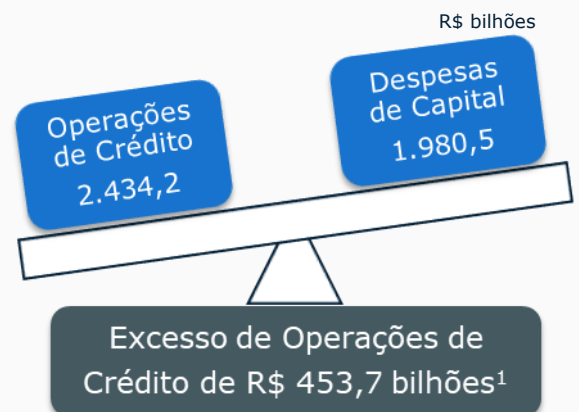 R$ bilhões
Operações
de Crédito
2.434,2
Despesas
de Capital
1.980,5
Excesso de Operações de
Crédito de R$ 453,7 bilhões¹